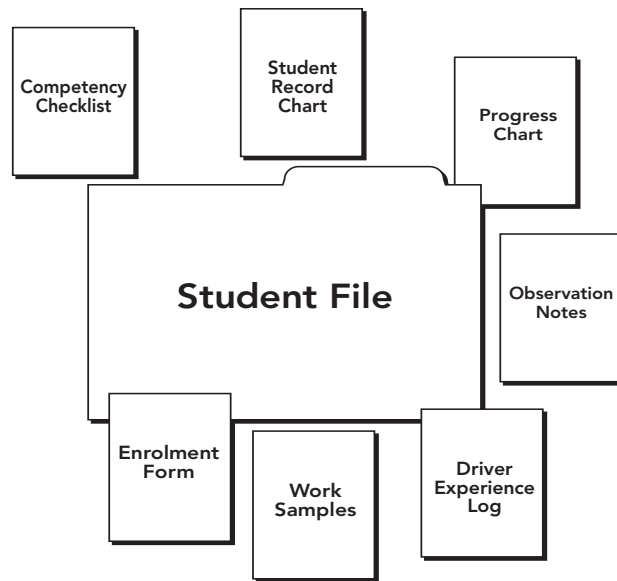 Competency
Checklist
Student
Record
Chart
Progress
Chart
Student File
Observation
Notes
Enrolment
Form
Work
Samples
Driver
Experience
Log